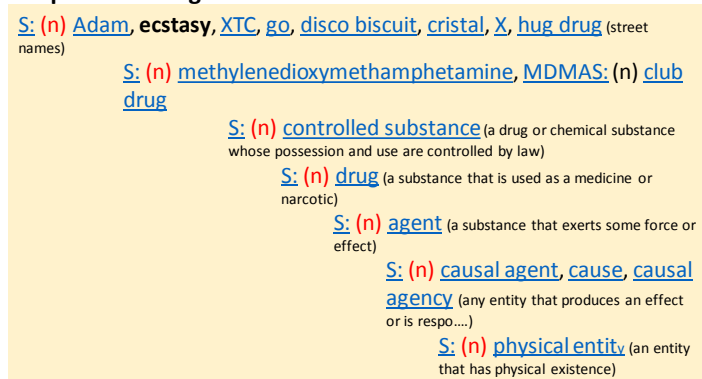 S: (n) Adam, ecstasy, XTC, go, disco biscuit, cristal, X, hug drug (street
names)
S: (n) methylenedioxymethamphetamine, MDMAS: (n) club
drug
S: (n) controlled substance (a drug or chemical substance
whose possession and use are controlled by law)
S: (n) drug (a substance that is used as a medicine or
narcotic)
S: (n) agent (a substance that exerts some force or
effect)
S: (n) causal agent, cause, causal
agency (any entity that produces an effect
or is respo....)
S: (n) physical entity (an entity
that has physical existence)